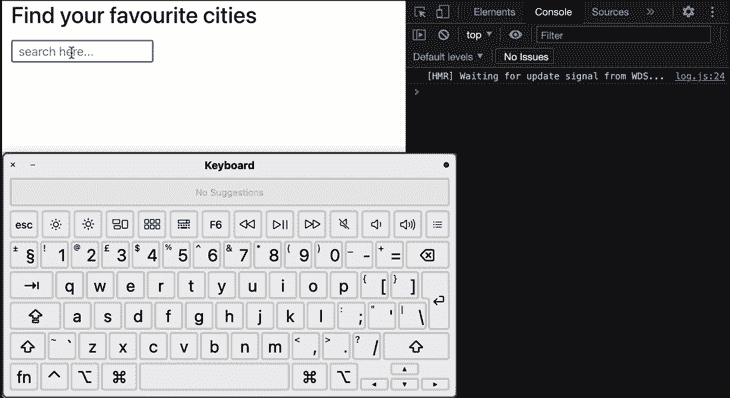 Find your favourite cities
search here...
Elements Console Sources »
top Filter
Default levels ▼ No Issues
[HMR] Waiting for update signal from WDS... log.js:24
>
× – Keyboard
No Suggestions
esc F6
± § ! 1 @ 2 £ 3 $ 4 % 5 ^ 6 & 7 * 8 ( 9 ) 0 _ - + =
q w e r t y u i o p { [ } ]
a s d f g h j k l : ; " ' | \
~ ` z x c v b n m < , > . ? /
fn ^ ⌥ ⌘ ⌘ ⌥